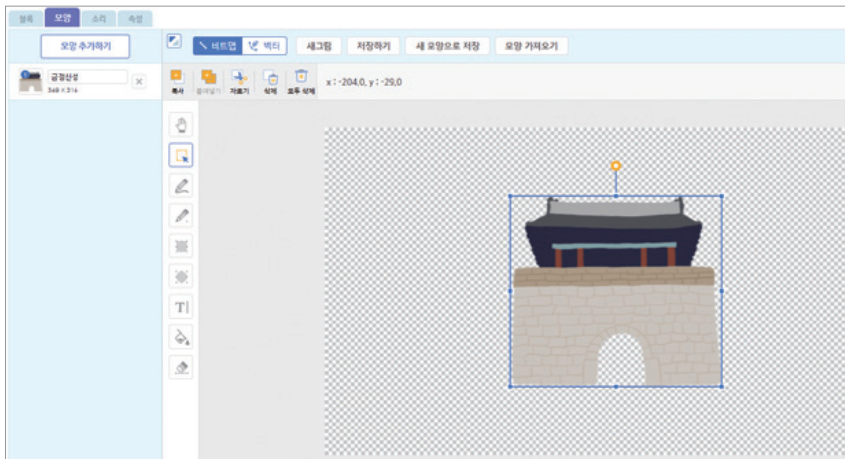 블록 모양 소리 속성
모양 추가하기 비트맵 벡터 새그림 저장하기 새 모양으로 저장 모양 가져오기
1 금정산성
348 X 316
복사 붙여넣기 자르기 삭제 모두 삭제 x : -204.0, y : -29.0
T